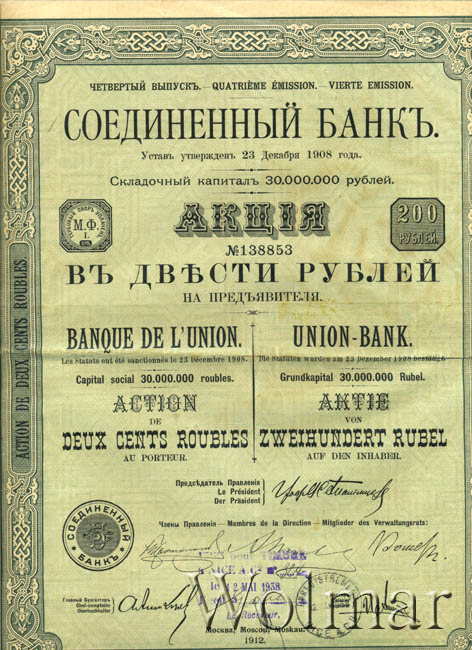 ЧЕТВЕРТЫЙ ВЫПУСКЪ. — QUATRIÈME ÉMISSION. — VIERTE EMISSION.
СОЕДИНЕННЫЙ БАНКЪ.
Уставъ утвержденъ 23 Декабря 1908 года.
Складочный капиталъ 30.000.000 рублей.
М.Ф.
I.
АКЦІЯ
200
РУБЛЕЙ.
№138853
ВЪ ДВѢСТИ РУБЛЕЙ
НА ПРЕДЪЯВИТЕЛЯ.
ACTION DE DEUX CENTS ROUBLES.
BANQUE DE L'UNION.
Les Statuts ont été sanctionnés le 23 Décembre 1908.
Capital social 30.000.000 roubles.
ACTION
DE
DEUX CENTS ROUBLES
AU PORTEUR.
UNION-BANK.
Die Statuten wurden am 23 Dezember 1908 bestätigt.
Grundkapital 30.000.000 Rubel.
AKTIE
VON
ZWEIHUNDERT RUBEL
AUF DEN INHABER.
Предсѣдатель Правленія
Le Président
Der Präsident
Члены Правленія — Membres de la Direction — Mitglieder des Verwaltungsrats:
СОЕДИНЕННЫЙ
БАНКЪ
pour TIMBRE
A NICE A.C.
le 12 MAI 1938
Le Receveur
Главный Бухгалтеръ
Chef-comptable
Oberbuchhalter
Москва, Moscou, Moskau.
1912.
Wolmar